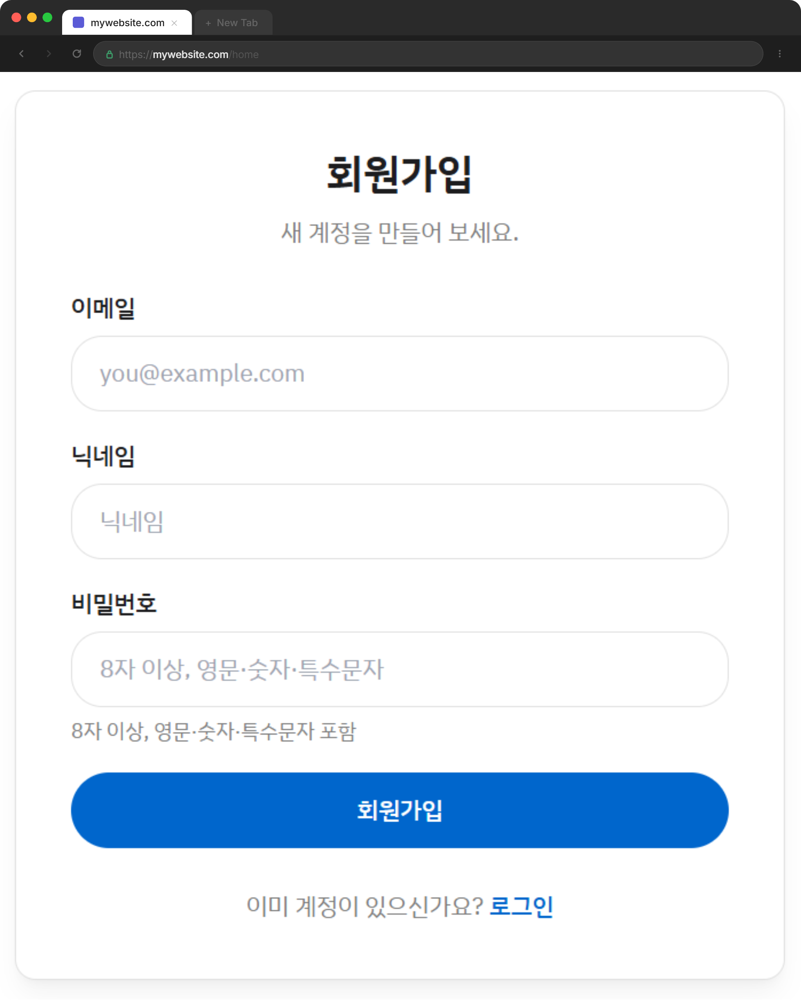 mywebsite.com
+ New Tab
https://mywebsite.com/home
회원가입
새 계정을 만들어 보세요.
이메일
you@example.com
닉네임
닉네임
비밀번호
8자 이상, 영문·숫자·특수문자
8자 이상, 영문·숫자·특수문자 포함
회원가입
이미 계정이 있으신가요? 로그인